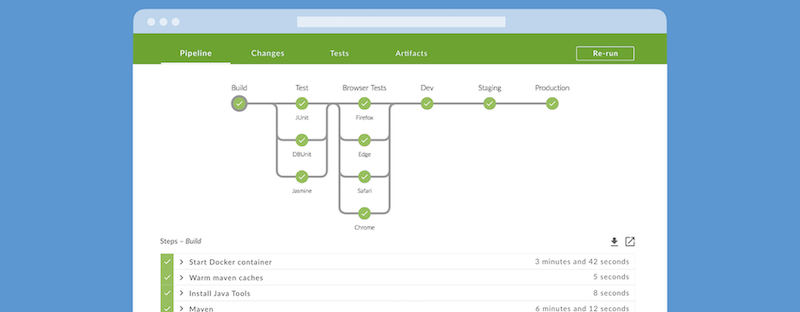 Pipeline Changes Tests Artifacts Re-run
Build Test Browser Tests Dev Staging Production
JUnit Firefox
DBUnit Edge
Jasmine Safari
Chrome
Steps – Build
Start Docker container 3 minutes and 42 seconds
Warm maven caches 5 seconds
Install Java Tools 8 seconds
Maven 6 minutes and 12 seconds